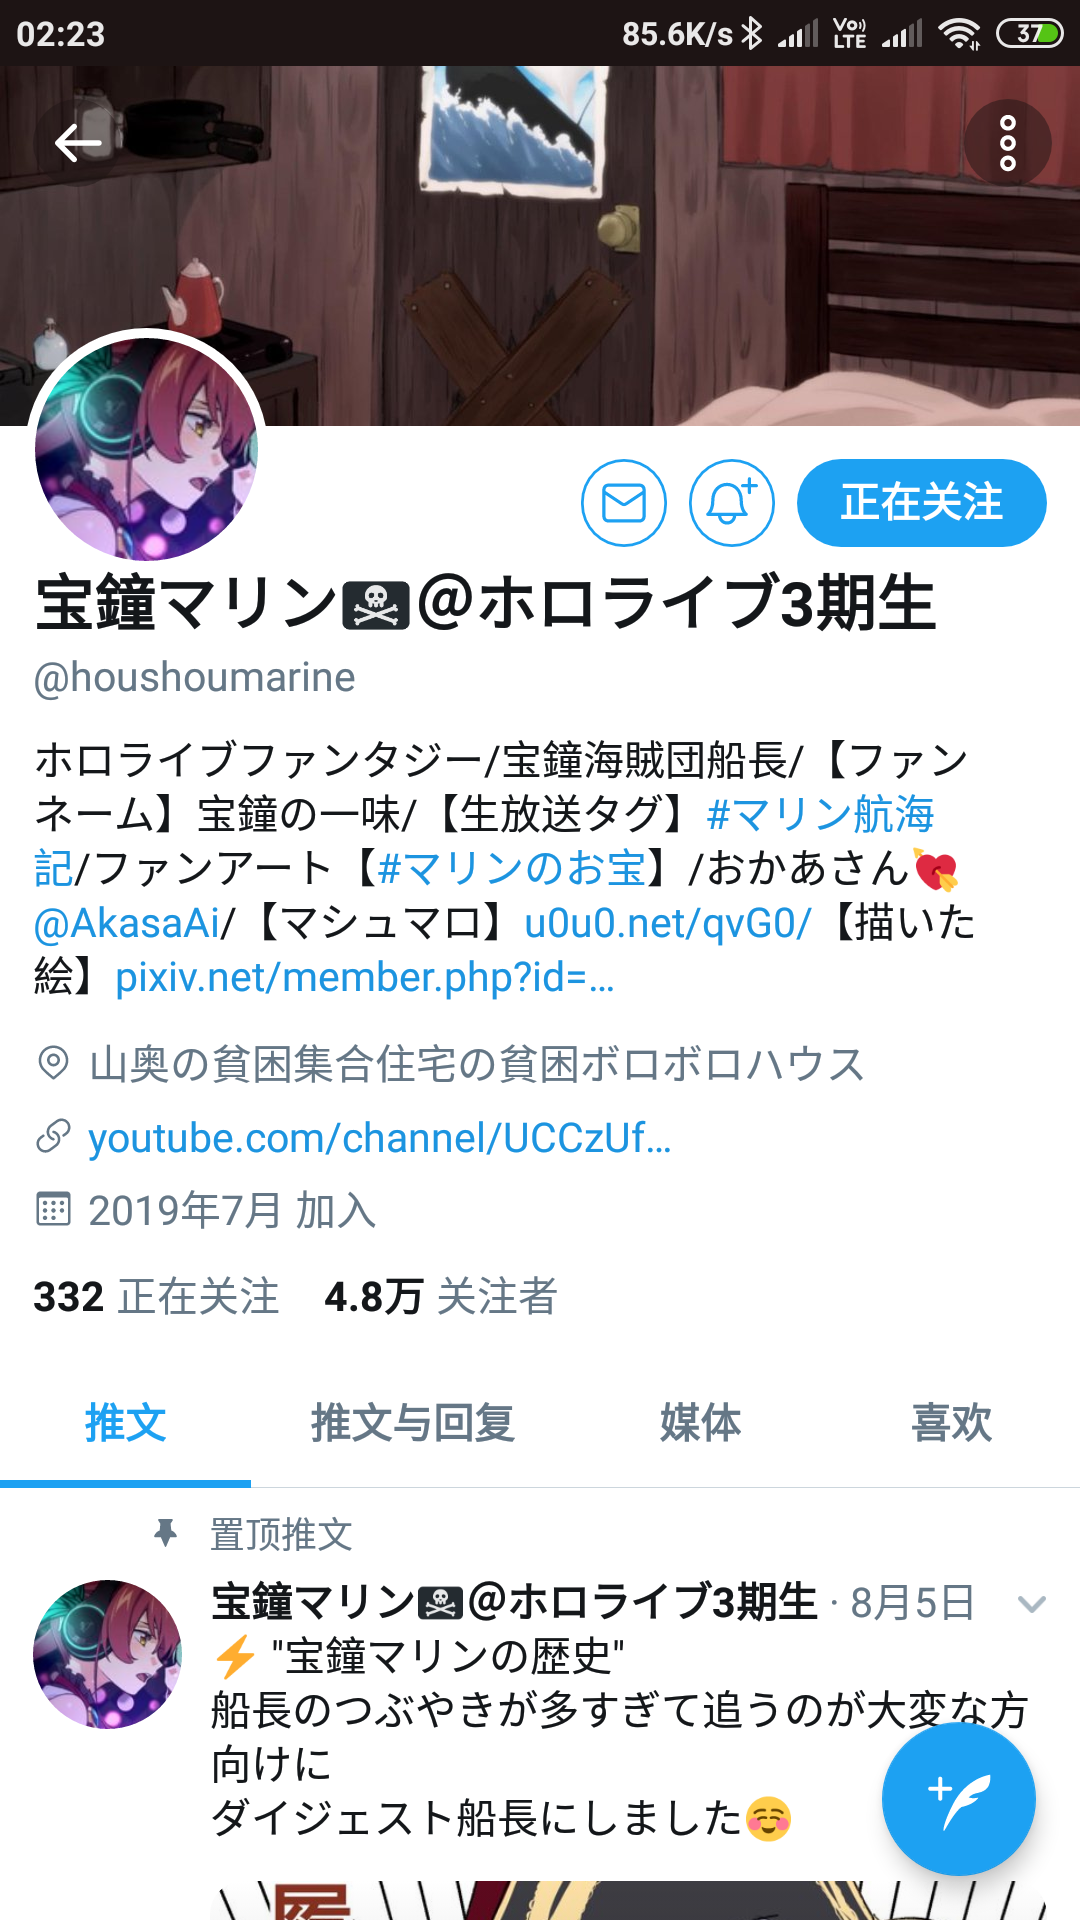 02:23
85.6K/s
Vo))
LTE
37
正在关注
宝鐘マリン🏴‍☠️@ホロライブ3期生
@houshoumarine
ホロライブファンタジー/宝鐘海賊団船長/【ファン
ネーム】宝鐘の一味/【生放送タグ】#マリン航海
記/ファンアート【#マリンのお宝】/おかあさん💘
@AkasaAi/【マシュマロ】u0u0.net/qvG0/【描いた
絵】pixiv.net/member.php?id=…
山奥の貧困集合住宅の貧困ボロボロハウス
youtube.com/channel/UCCzUf…
2019年7月 加入
332 正在关注 4.8万 关注者
推文 推文与回复 媒体 喜欢
置顶推文
宝鐘マリン🏴‍☠️@ホロライブ3期生 · 8月5日
⚡ "宝鐘マリンの歴史"
船長のつぶやきが多すぎて追うのが大変な方
向けに
ダイジェスト船長にしました☺️